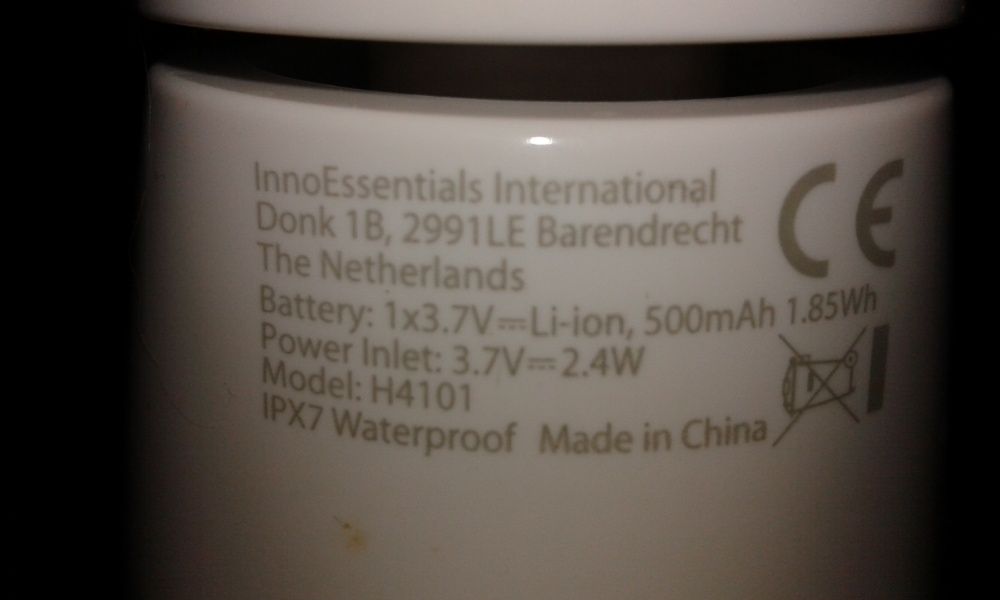 InnoEssentials International
Donk 1B, 2991LE Barendrecht
The Netherlands
Battery: 1x3.7V⎓Li-ion, 500mAh 1.85Wh
Power Inlet: 3.7V⎓2.4W
Model: H4101
IPX7 Waterproof Made in China
CE